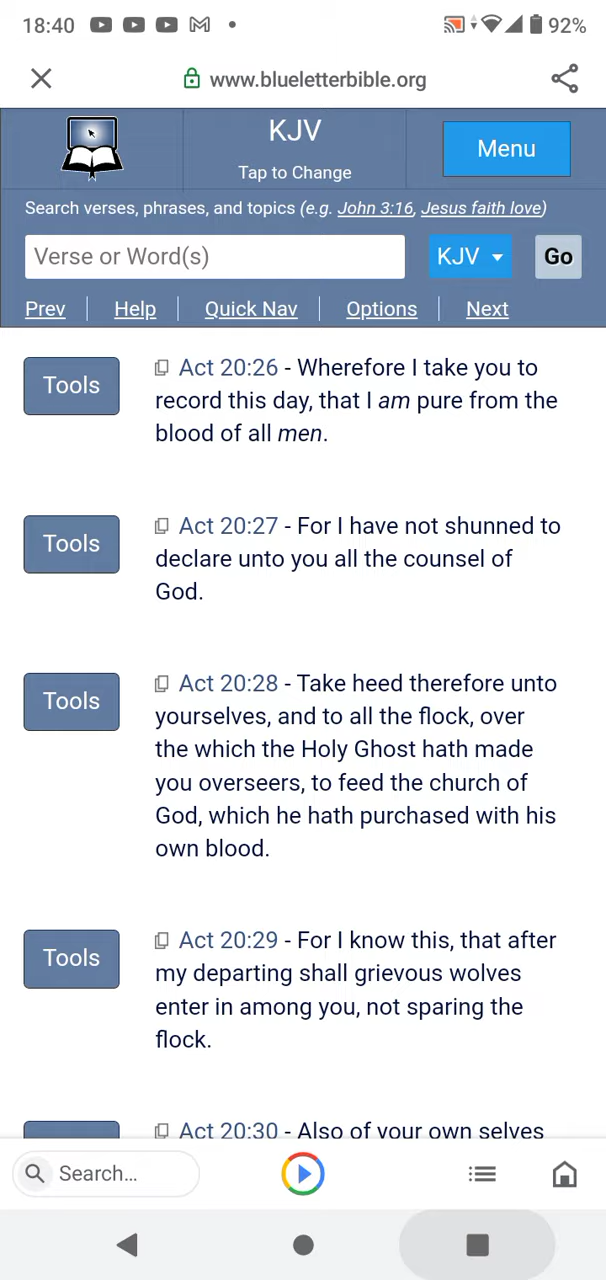 18:40
92%
www.blueletterbible.org
KJV
Tap to Change
Menu
Search verses, phrases, and topics (e.g. John 3:16, Jesus faith love)
Verse or Word(s)
KJV
Go
Prev
Help
Quick Nav
Options
Next
Tools
Act 20:26 - Wherefore I take you to
record this day, that I am pure from the
blood of all men.
Tools
Act 20:27 - For I have not shunned to
declare unto you all the counsel of
God.
Tools
Act 20:28 - Take heed therefore unto
yourselves, and to all the flock, over
the which the Holy Ghost hath made
you overseers, to feed the church of
God, which he hath purchased with his
own blood.
Tools
Act 20:29 - For I know this, that after
my departing shall grievous wolves
enter in among you, not sparing the
flock.
Act 20:30 - Also of your own selves
Search...